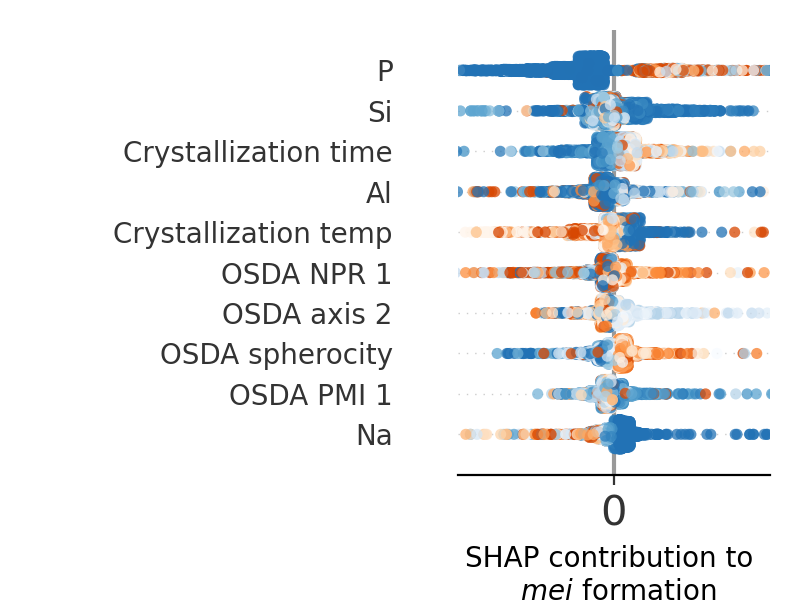 P
Si
Crystallization time
Al
Crystallization temp
OSDA NPR 1
OSDA axis 2
OSDA spherocity
OSDA PMI 1
Na
0
SHAP contribution to
mei formation